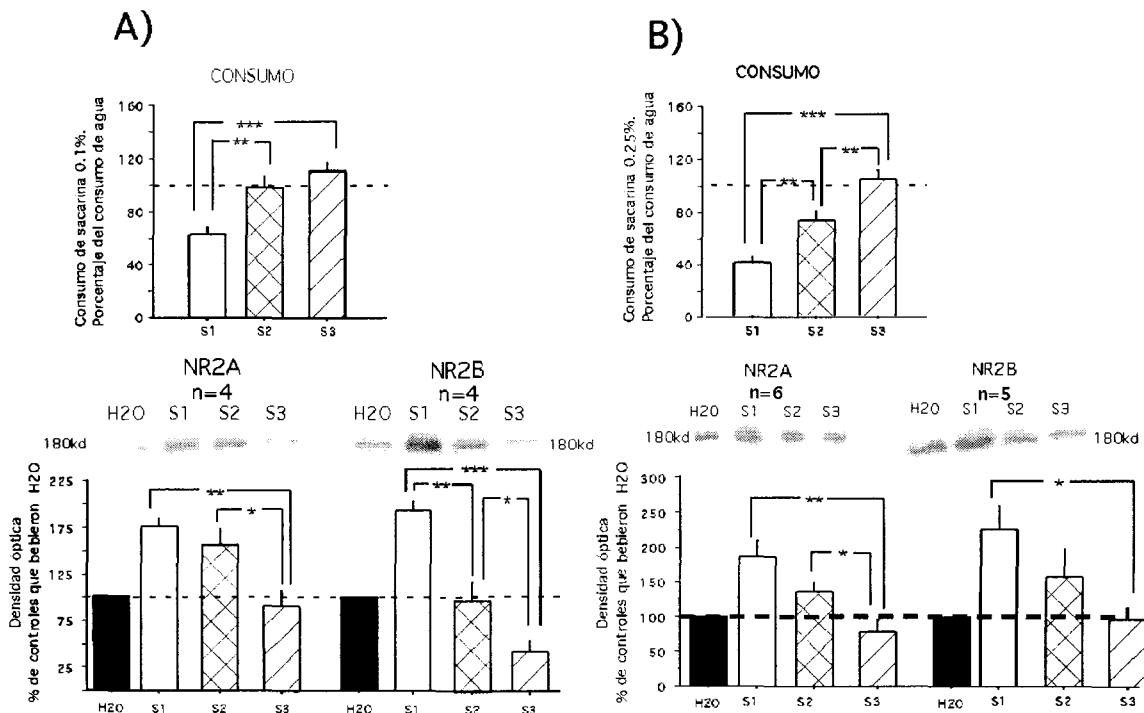 A)
CONSUMO
Consumo de sacarina 0.1%.
Porcentaje del consumo de agua
160
120
80
40
0
***
**
S1 S2 S3
NR2A
n=4
NR2B
n=4
H2O S1 S2 S3
H2O S1 S2 S3
180kd
180kd
Densidad óptica
% de controles que bebieron H2O
225
175
125
100
75
25
**
*
***
**
*
H2O S1 S2 S3
H2O S1 S2 S3
B)
CONSUMO
Consumo de sacarina 0.25%.
Porcentaje del consumo de agua
160
120
80
40
0
***
**
**
S1 S2 S3
NR2A
n=6
NR2B
n=5
H2O S1 S2 S3
H2O S1 S2 S3
180kd
180kd
Densidad óptica
% de controles que bebieron H2O
300
250
200
150
100
50
0
**
*
*
H2O S1 S2 S3
H2O S1 S2 S3